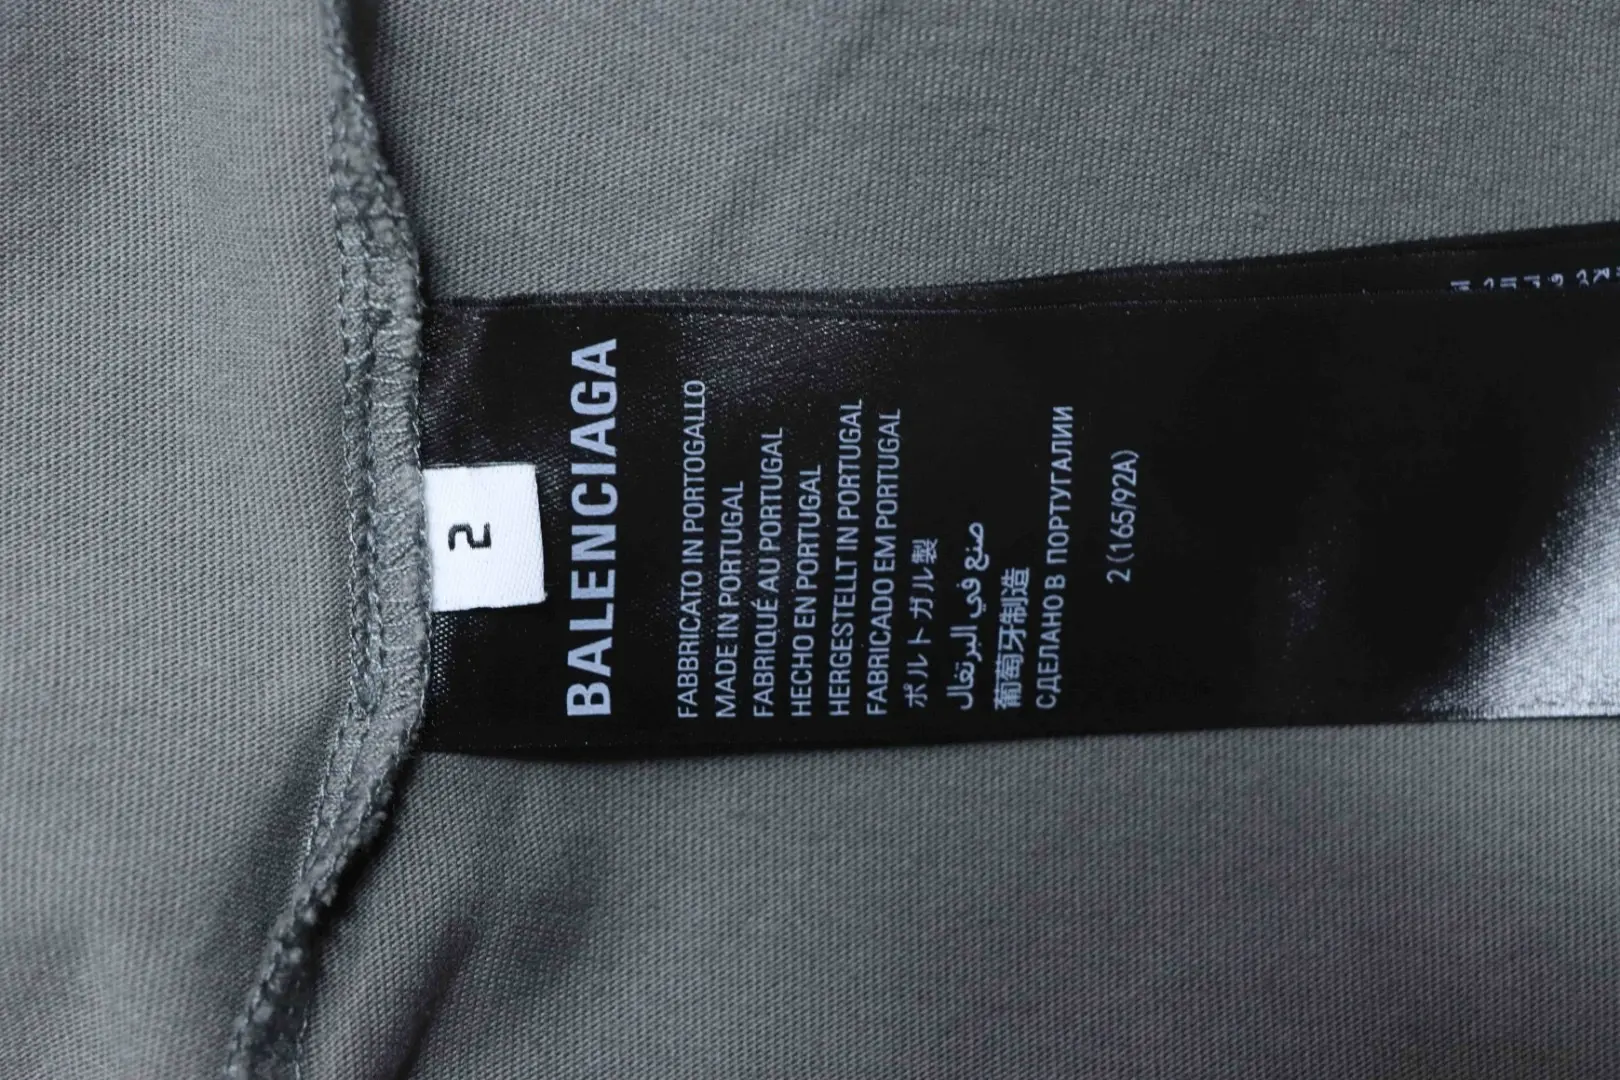 2
BALENCIAGA
FABBRICATO IN PORTOGALLO
MADE IN PORTUGAL
FABRIQUÉ AU PORTUGAL
HECHO EN PORTUGAL
HERGESTELLT IN PORTUGAL
FABRICADO EM PORTUGAL
ポルトガル製
صنع في البرتغال
葡萄牙制造
СДЕЛАНО В ПОРТУГАЛИИ
2 (165/92A)